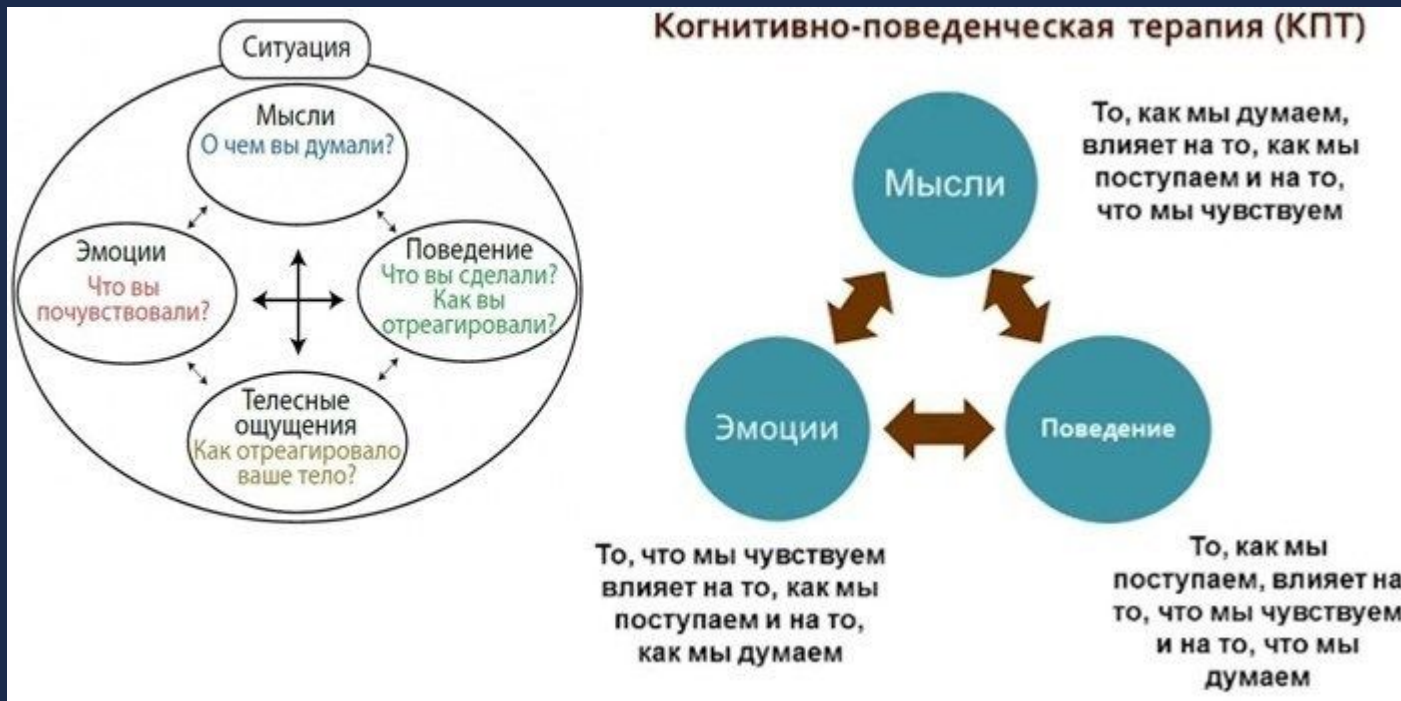 Ситуация
Мысли
О чем вы думали?
Эмоции
Что вы
почувствовали?
Поведение
Что вы сделали?
Как вы
отреагировали?
Телесные
ощущения
Как отреагировало
ваше тело?
Когнитивно-поведенческая терапия (КПТ)
Мысли
То, как мы думаем,
влияет на то, как мы
поступаем и на то,
что мы чувствуем
Эмоции
Поведение
То, что мы чувствуем
влияет на то, как мы
поступаем и на то,
как мы думаем
То, как мы
поступаем, влияет на
то, что мы чувствуем
и на то, что мы
думаем